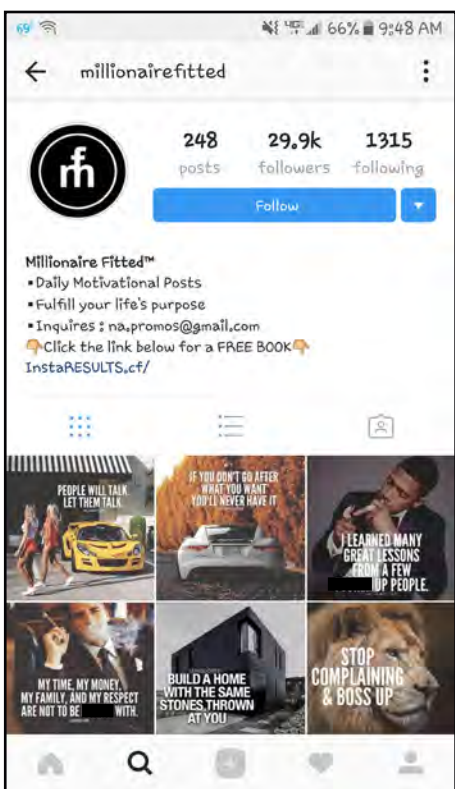 69° 4G LTE 66% 9:48 AM
millionairefitted
248 29.9k 1315
posts followers following
Follow
Millionaire Fitted™
▪Daily Motivational Posts
▪Fulfill your life's purpose
▪Inquires : na.promos@gmail.com
👇Click the link below for a FREE BOOK👇
InstaRESULTS.cf/
PEOPLE WILL TALK
LET THEM TALK
IF YOU DON'T GO AFTER
WHAT YOU WANT
YOU'LL NEVER HAVE IT
I LEARNED MANY
GREAT LESSONS
FROM A FEW
UP PEOPLE.
MY TIME, MY MONEY,
MY FAMILY, AND MY RESPECT
ARE NOT TO BE WITH.
BUILD A HOME
WITH THE SAME
STONES THROWN
AT YOU
STOP
COMPLAINING
& BOSS UP